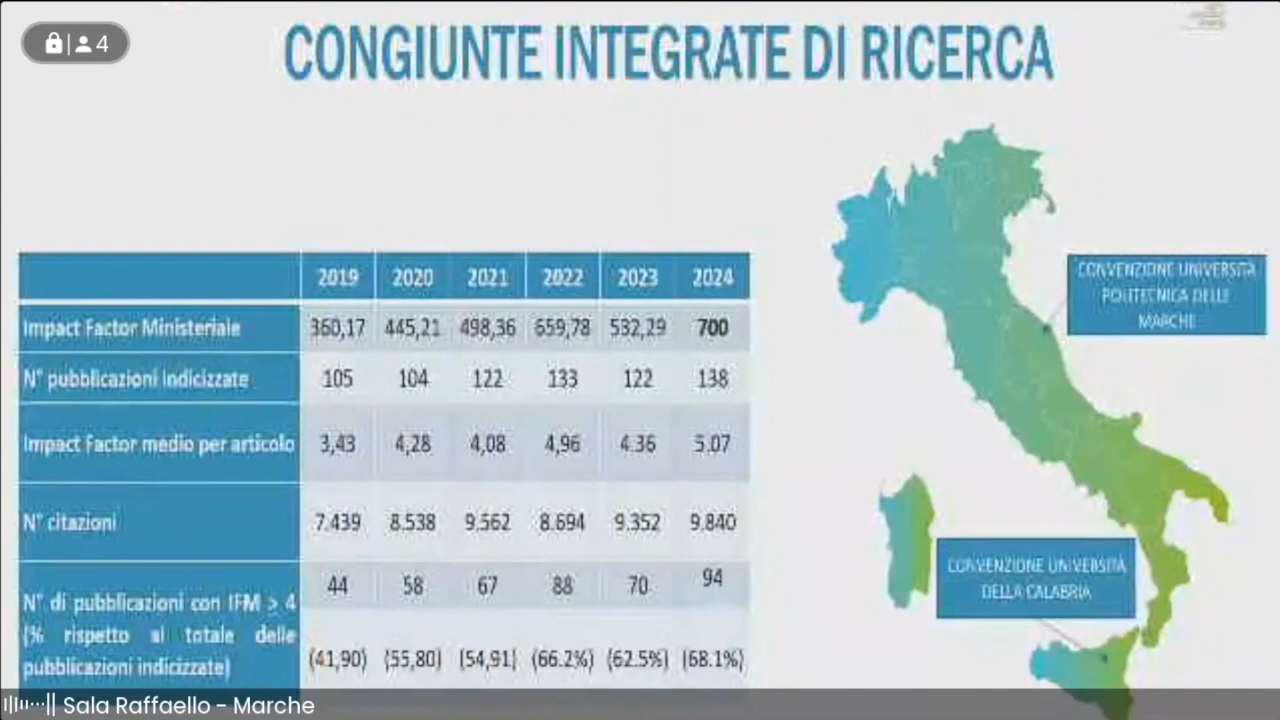 4
CONGIUNTE INTEGRATE DI RICERCA
2019 2020 2021 2022 2023 2024
Impact Factor Ministeriale 360,17 445,21 498,36 659,78 532,29 700
N° pubblicazioni indicizzate 105 104 122 133 122 138
Impact Factor medio per articolo 3,43 4,28 4,08 4,96 4.36 5.07
N° citazioni 7.439 8.538 9.562 8.694 9.352 9.840
N° di pubblicazioni con IFM > 4 44 58 67 88 70 94
(% rispetto al totale delle
pubblicazioni indicizzate) (41,90) (55,80) (54,91) (66.2%) (62.5%) (68.1%)
CONVENZIONE UNIVERSITÀ
POLITECNICA DELLE
MARCHE
CONVENZIONE UNIVERSITÀ
DELLA CALABRIA
Sala Raffaello - Marche